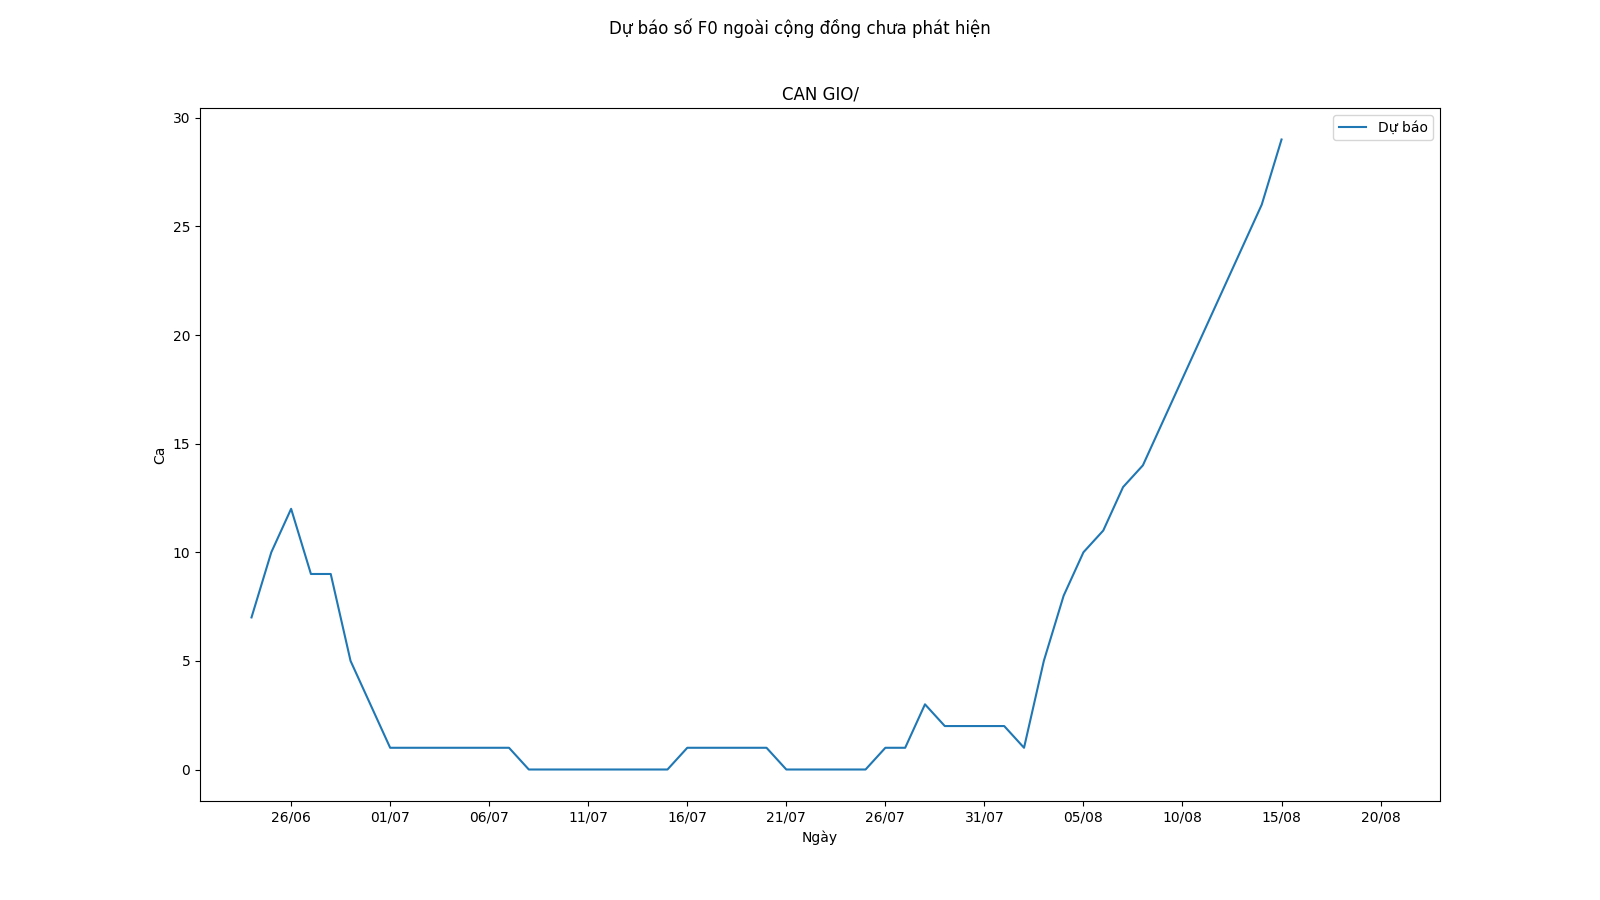 Dự báo số F0 ngoài cộng đồng chưa phát hiện
CAN GIO/
Dự báo
30
25
20
15
10
5
0
Ca
26/06 01/07 06/07 11/07 16/07 21/07 26/07 31/07 05/08 10/08 15/08 20/08
Ngày